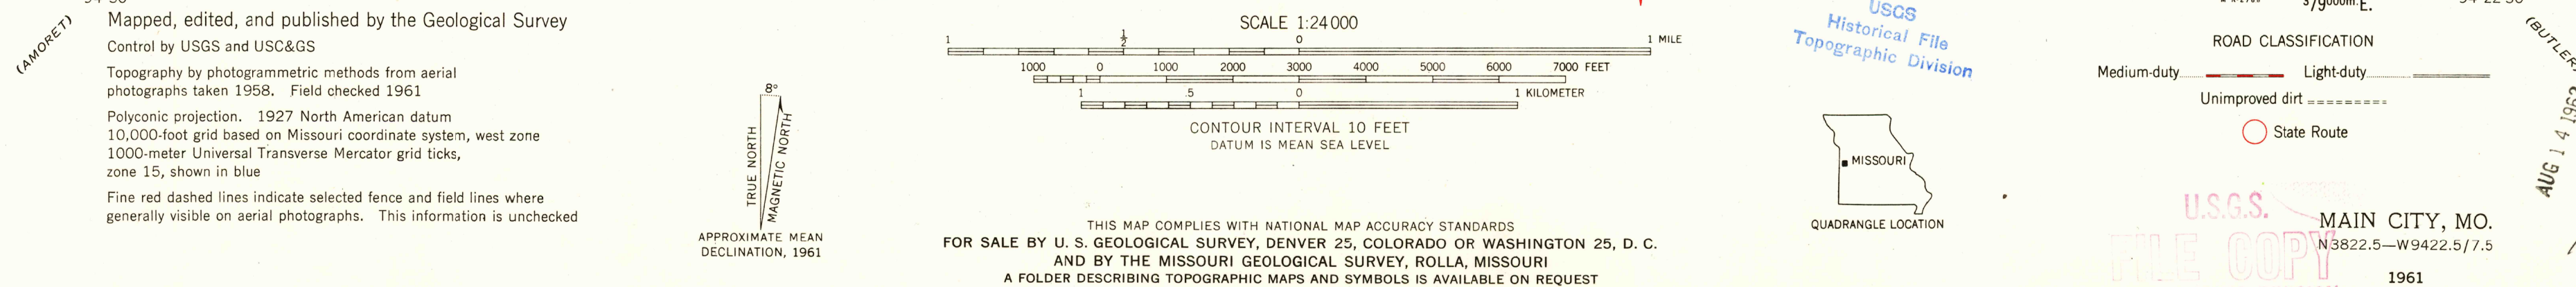 (AMORET)
Mapped, edited, and published by the Geological Survey
Control by USGS and USC&GS
Topography by photogrammetric methods from aerial
photographs taken 1958. Field checked 1961
Polyconic projection. 1927 North American datum
10,000-foot grid based on Missouri coordinate system, west zone
1000-meter Universal Transverse Mercator grid ticks,
zone 15, shown in blue
Fine red dashed lines indicate selected fence and field lines where
generally visible on aerial photographs. This information is unchecked
8°
TRUE NORTH
MAGNETIC NORTH
APPROXIMATE MEAN
DECLINATION, 1961
SCALE 1:24 000
1 ½ 0 1 MILE
1000 0 1000 2000 3000 4000 5000 6000 7000 FEET
1 .5 0 1 KILOMETER
CONTOUR INTERVAL 10 FEET
DATUM IS MEAN SEA LEVEL
THIS MAP COMPLIES WITH NATIONAL MAP ACCURACY STANDARDS
FOR SALE BY U. S. GEOLOGICAL SURVEY, DENVER 25, COLORADO OR WASHINGTON 25, D. C.
AND BY THE MISSOURI GEOLOGICAL SURVEY, ROLLA, MISSOURI
A FOLDER DESCRIBING TOPOGRAPHIC MAPS AND SYMBOLS IS AVAILABLE ON REQUEST
USGS
Historical File
Topographic Division
MISSOURI
QUADRANGLE LOCATION
ROAD CLASSIFICATION
Medium-duty Light-duty
Unimproved dirt
State Route
U.S.G.S.
FILE COPY
MAIN CITY, MO.
N3822.5—W9422.5/7.5
1961
(BUTLER)
AUG 14 1962